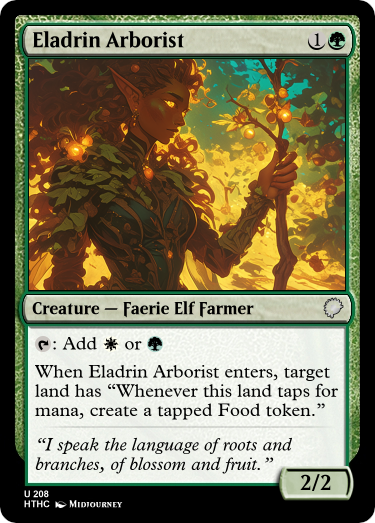 Eladrin Arborist 1
Creature — Faerie Elf Farmer
: Add or
When Eladrin Arborist enters, target
land has “Whenever this land taps for
mana, create a tapped Food token.”
“I speak the language of roots and
branches, of blossom and fruit.”
2/2
U 208
HTHC Midjourney